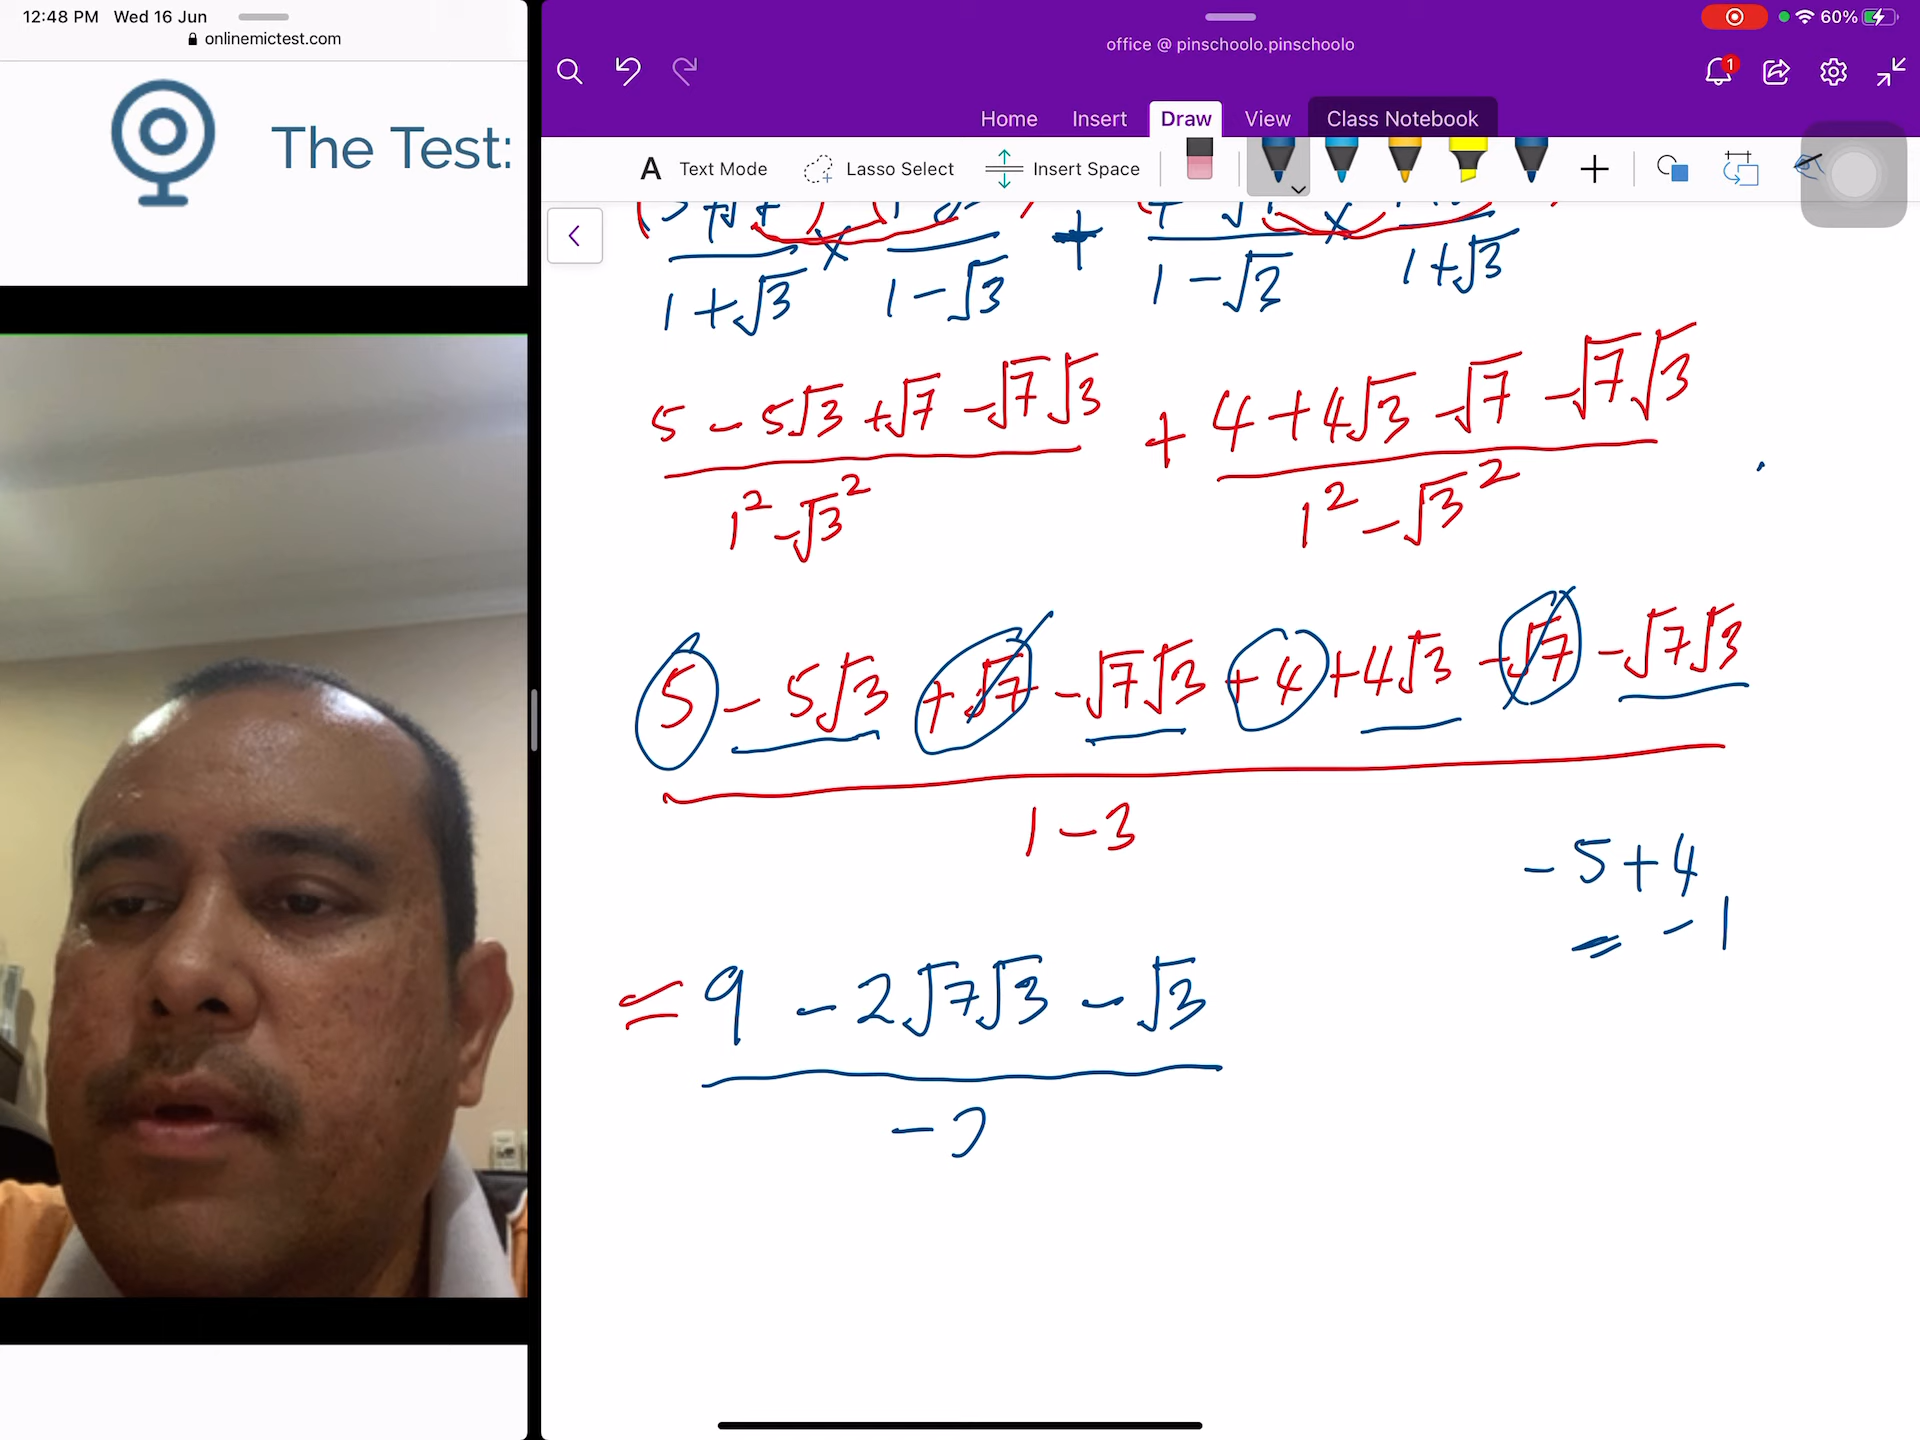 12:48 PM Wed 16 Jun
onlinemictest.com
The Test:
60%
office @ pinschoolo.pinschoolo
1
Home Insert Draw View Class Notebook
A Text Mode Lasso Select Insert Space
× + ×
1+√3 1-√3 1-√3 1+√3
5 - 5√3 +√7 -√7√3 + 4+4√3 -√7 -√7√3
1² -√3² 1² -√3²
5 - 5√3 +√7 -√7√3 +4 +4√3 -√7 -√7√3
1-3
-5+4
= -1
= 9 - 2√7√3 - √3